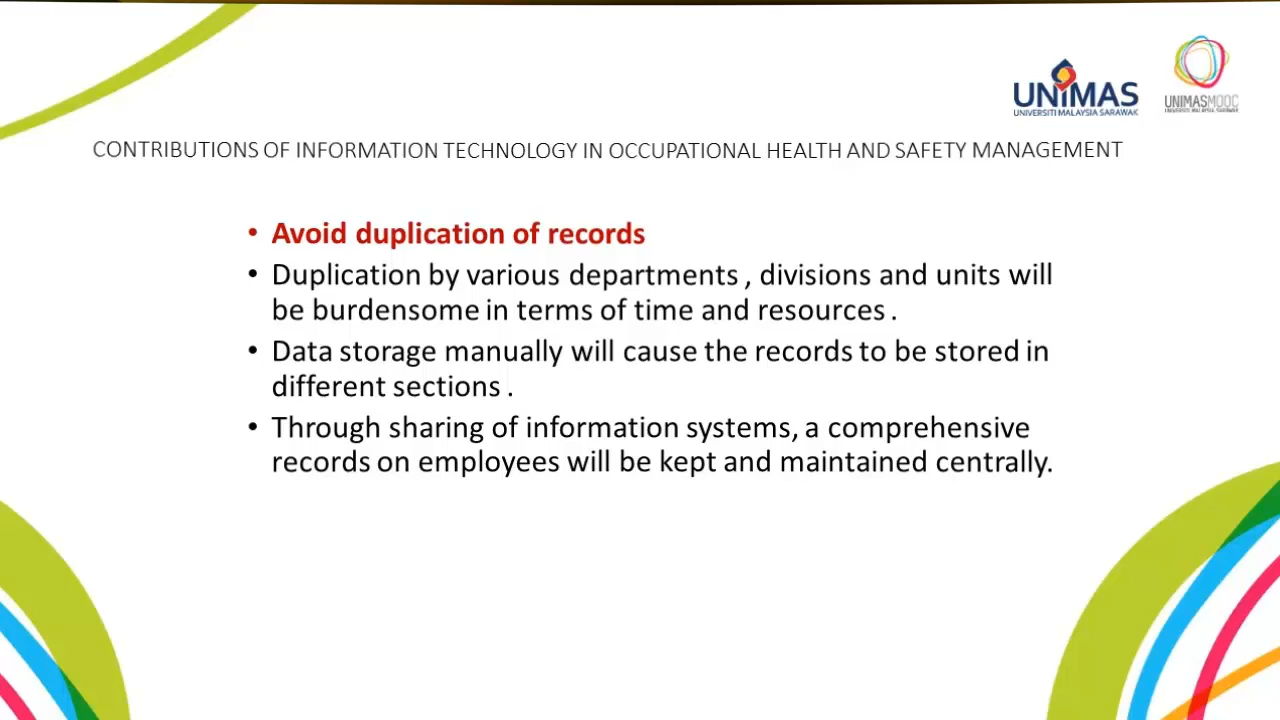 UNIMAS
UNIVERSITI MALAYSIA SARAWAK
UNIMASMOOC
UNIVERSITI MALAYSIA SARAWAK
CONTRIBUTIONS OF INFORMATION TECHNOLOGY IN OCCUPATIONAL HEALTH AND SAFETY MANAGEMENT
• Avoid duplication of records
• Duplication by various departments , divisions and units will
be burdensome in terms of time and resources .
• Data storage manually will cause the records to be stored in
different sections .
• Through sharing of information systems, a comprehensive
records on employees will be kept and maintained centrally.